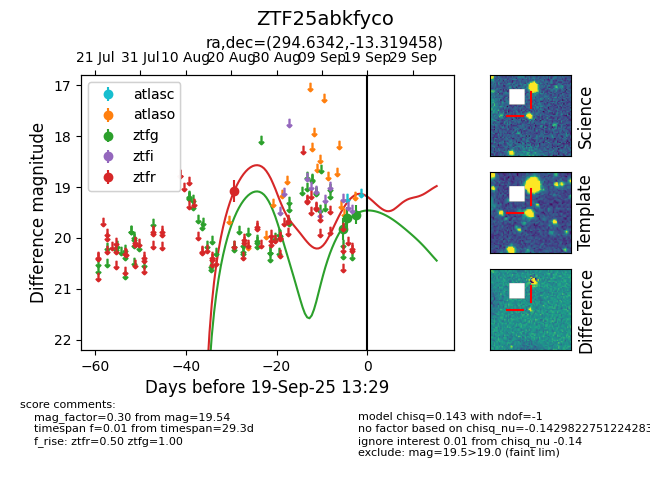 ZTF25abkfyco
ra,dec=(294.6342,-13.319458)
21 Jul 31 Jul 10 Aug 20 Aug 30 Aug 09 Sep 19 Sep 29 Sep
17
18
19
20
21
22
Difference magnitude
atlasc
atlaso
ztfg
ztfi
ztfr
−60 −40 −20 0
Days before 19-Sep-25 13:29
Science
Template
Difference
score comments:
mag_factor=0.30 from mag=19.54
timespan f=0.01 from timespan=29.3d
f_rise: ztfr=0.50 ztfg=1.00
model chisq=0.143 with ndof=-1
no factor based on chisq_nu=-0.1429822751224283
ignore interest 0.01 from chisq_nu -0.14
exclude: mag=19.5>19.0 (faint lim)